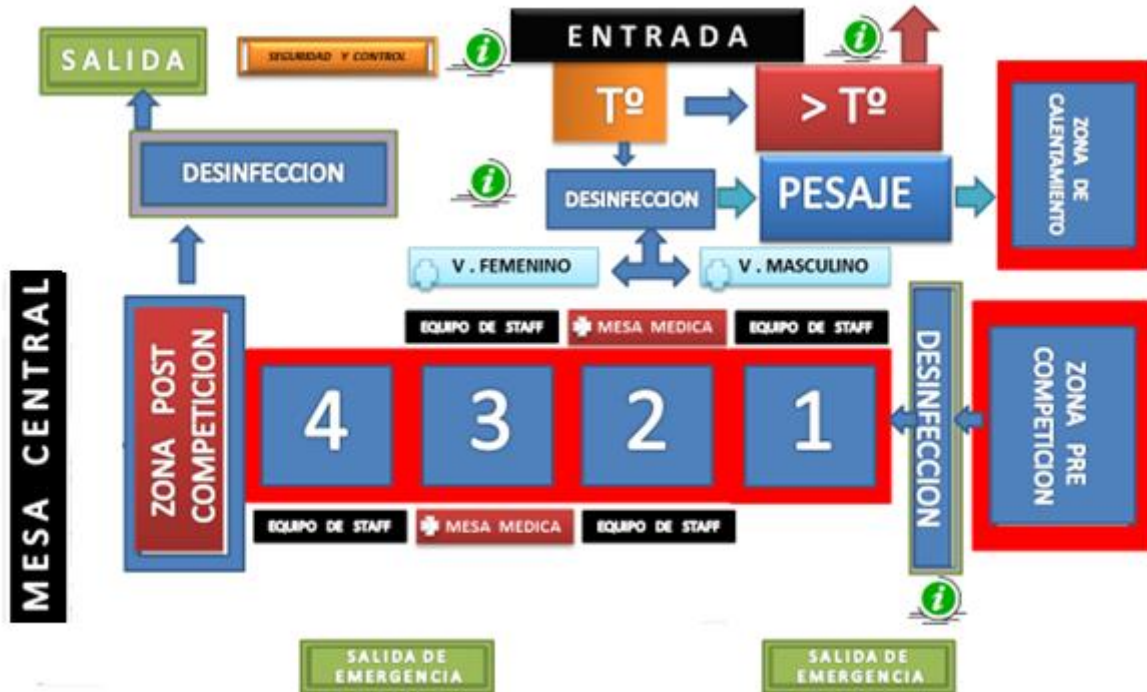 ENTRADA
SALIDA
SEGURIDAD Y CONTROL
i
i
Tº
> Tº
ZONA DE
CALENTAMIENTO
DESINFECCION
i
DESINFECCION
PESAJE
V . FEMENINO
V . MASCULINO
MESA CENTRAL
EQUIPO DE STAFF
MESA MEDICA
EQUIPO DE STAFF
ZONA POST
COMPETICION
4
3
2
1
DESINFECCION
ZONA PRE
COMPETICION
EQUIPO DE STAFF
MESA MEDICA
EQUIPO DE STAFF
i
SALIDA DE
EMERGENCIA
SALIDA DE
EMERGENCIA